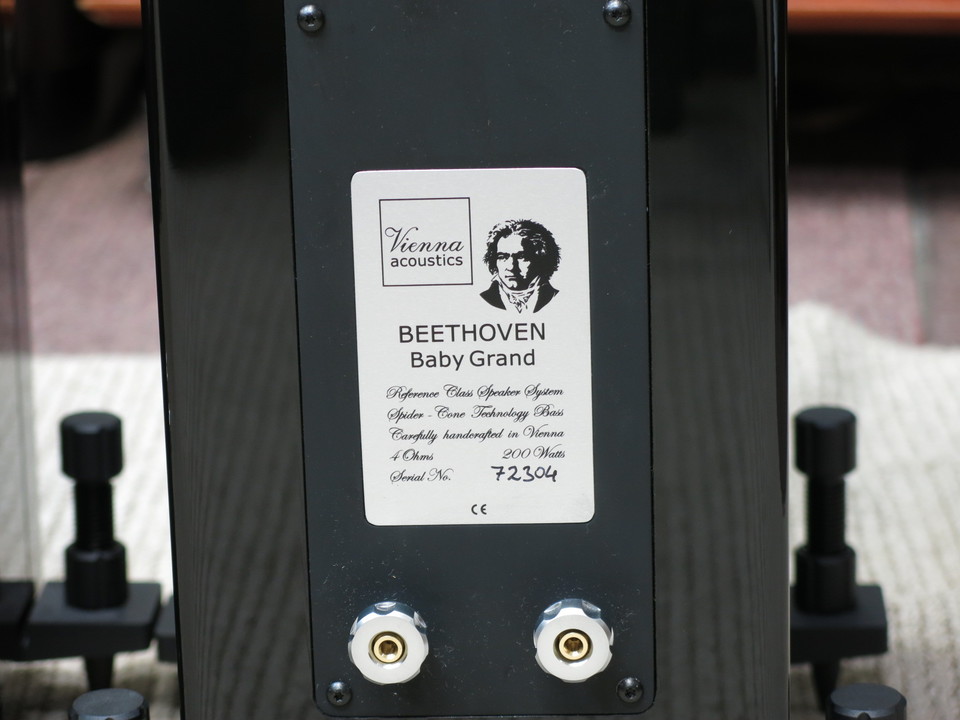 Vienna
acoustics
BEETHOVEN
Baby Grand
Reference Class Speaker System
Spider - Cone Technology Bass
Carefully handcrafted in Vienna
4 Ohms 200 Watts
Serial No. 72304
CE